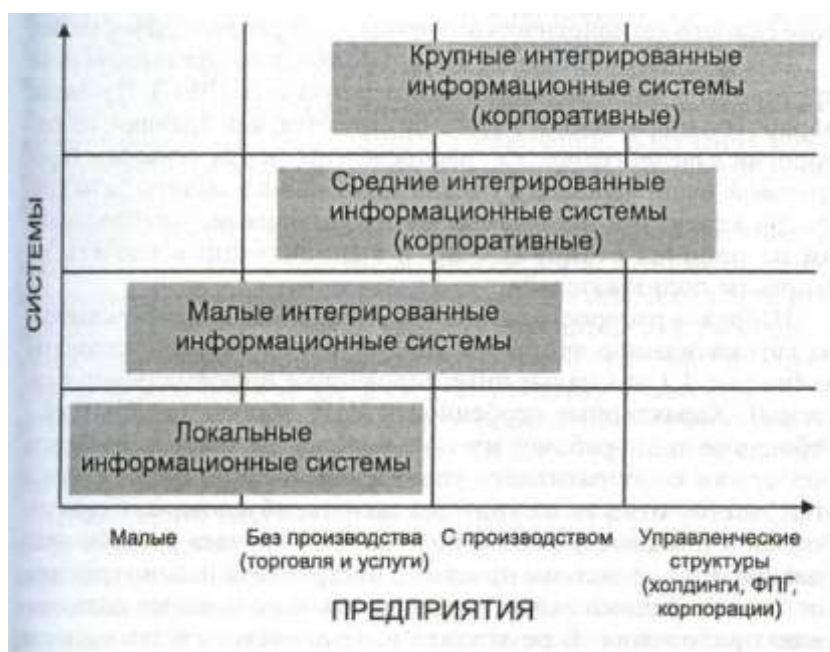 Крупные интегрированные
информационные системы
(корпоративные)
Средние интегрированные
информационные системы
(корпоративные)
Малые интегрированные
информационные системы
Локальные
информационные системы
СИСТЕМЫ
Малые
Без производства
(торговля и услуги)
С производством
Управленческие
структуры
(холдинги, ФПГ,
корпорации)
ПРЕДПРИЯТИЯ